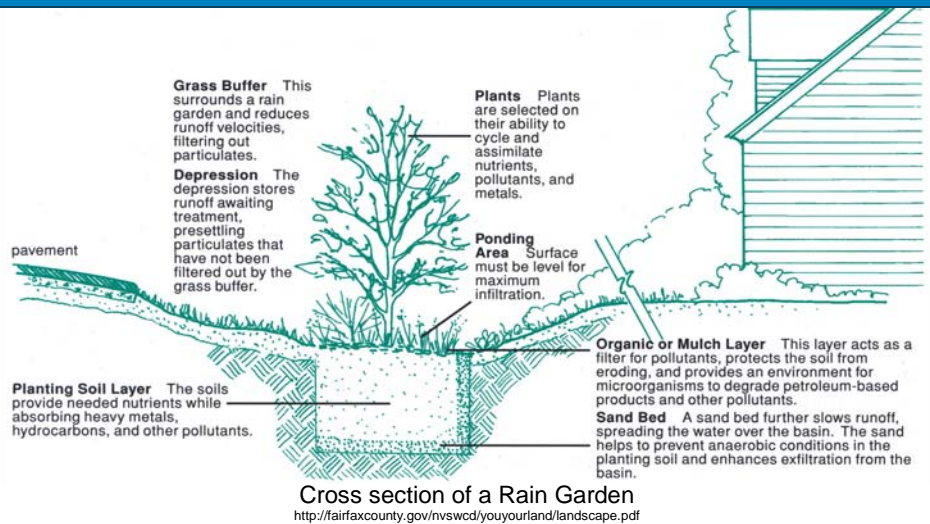 Grass Buffer This
surrounds a rain
garden and reduces
runoff velocities,
filtering out
particulates.
Depression The
depression stores
runoff awaiting
treatment,
presettling
particulates that
have not been
filtered out by the
grass buffer.
pavement
Plants Plants
are selected on
their ability to
cycle and
assimilate
nutrients,
pollutants, and
metals.
Ponding
Area Surface
must be level for
maximum
infiltration.
Planting Soil Layer The soils
provide needed nutrients while
absorbing heavy metals,
hydrocarbons, and other pollutants.
Organic or Mulch Layer This layer acts as a
filter for pollutants, protects the soil from
eroding, and provides an environment for
microorganisms to degrade petroleum-based
products and other pollutants.
Sand Bed A sand bed further slows runoff,
spreading the water over the basin. The sand
helps to prevent anaerobic conditions in the
planting soil and enhances exfiltration from the
basin.
Cross section of a Rain Garden
http://fairfaxcounty.gov/nvswcd/youyourland/landscape.pdf